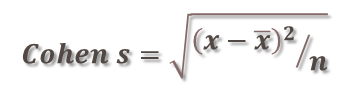 Cohen s = √((x − x̅)²/n)